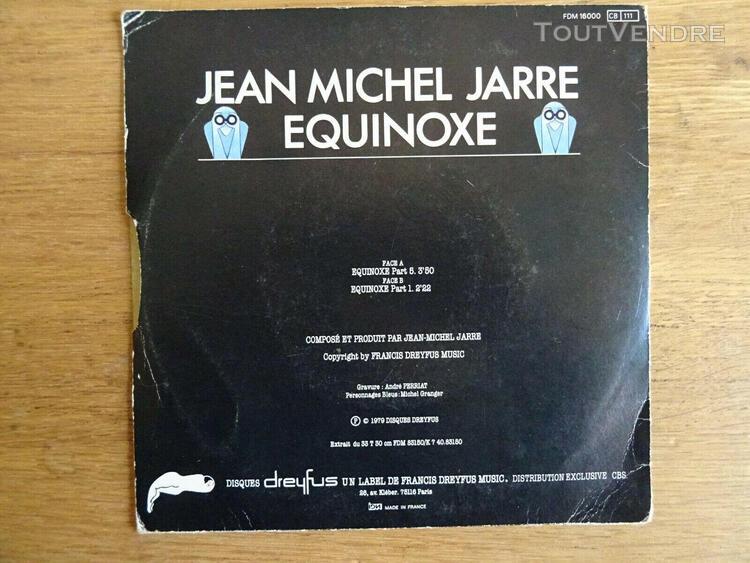 FDM 16000 CB 111
TOUTVENDRE
JEAN MICHEL JARRE
EQUINOXE
FACE A
EQUINOXE Part 5. 3'50
FACE B
EQUINOXE Part 1. 2'22
COMPOSÉ ET PRODUIT PAR JEAN-MICHEL JARRE
Copyright by FRANCIS DREYFUS MUSIC
Gravure : André PERRIAT
Personnages Bleus : Michel Granger
Ⓟ © 1979 DISQUES DREYFUS
Extrait du 33 T 30 cm FDM 83150/K 7 40.83150
DISQUES dreyfus UN LABEL DE FRANCIS DREYFUS MUSIC. DISTRIBUTION EXCLUSIVE CBS.
26, av. Kléber. 75116 Paris
MADE IN FRANCE